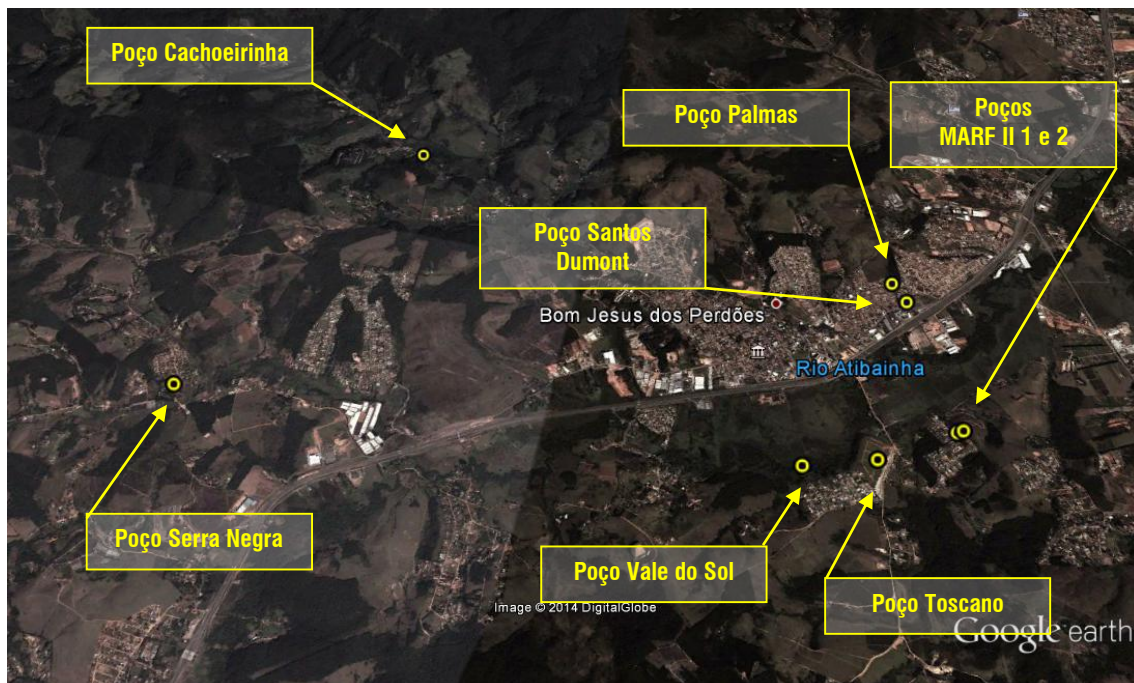 Poço Cachoeirinha
Poço Palmas
Poços
MARF II 1 e 2
Poço Santos
Dumont
Bom Jesus dos Perdões
Rio Atibainha
Poço Serra Negra
Poço Vale do Sol
Poço Toscano
Image © 2014 DigitalGlobe
Google earth